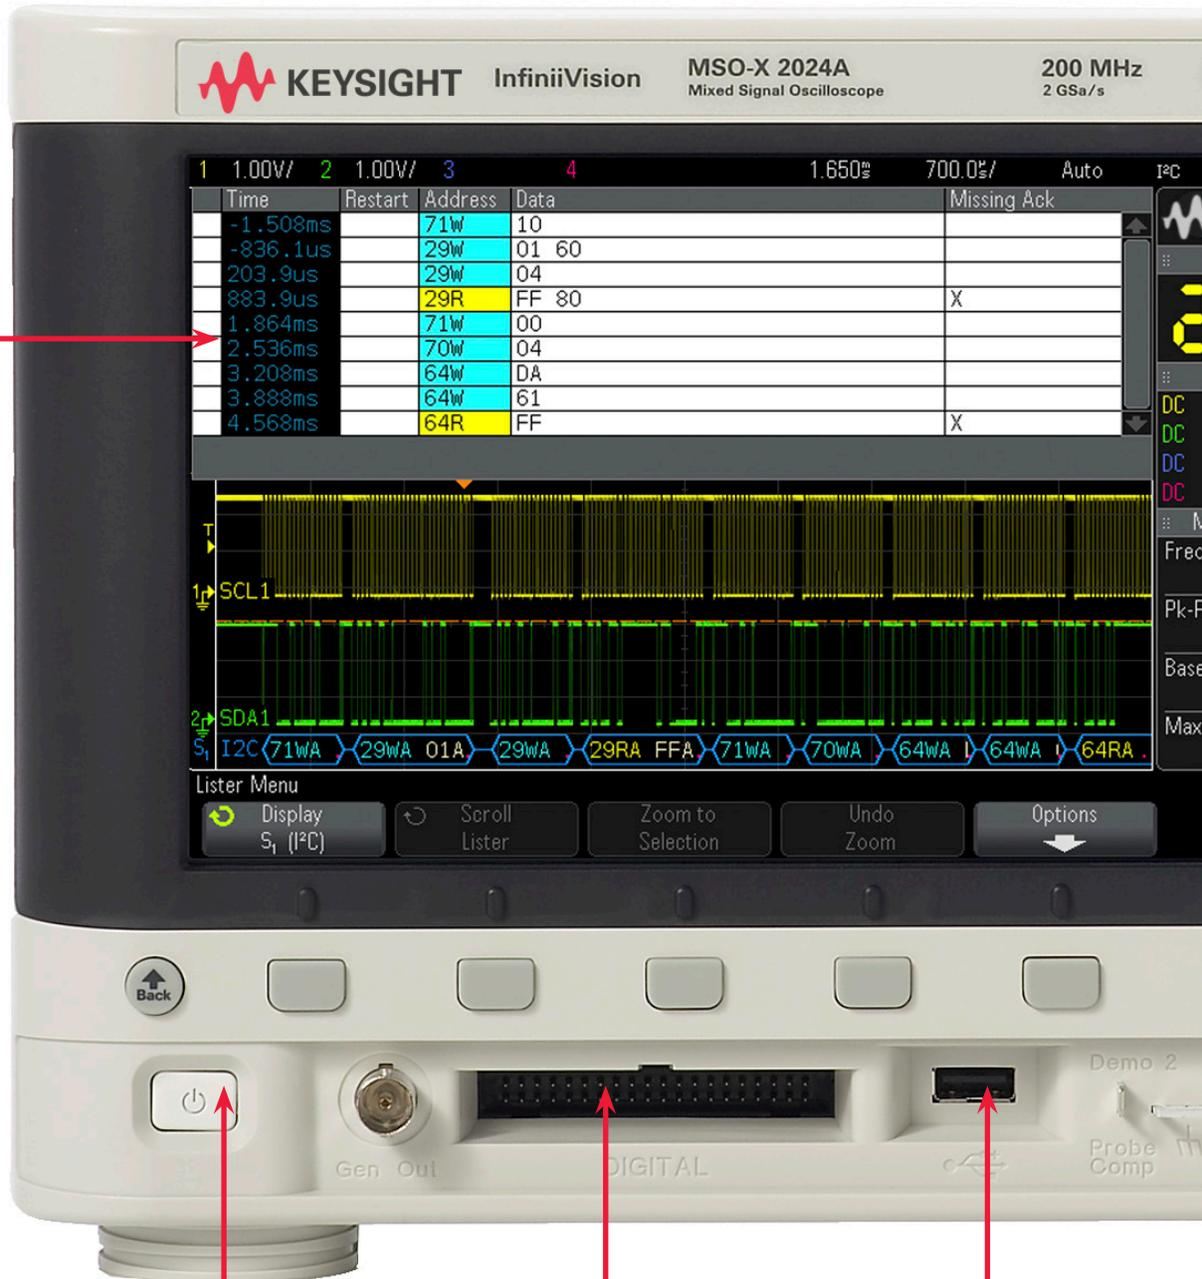 KEYSIGHT InfiniiVision MSO-X 2024A 200 MHz
Mixed Signal Oscilloscope 2 GSa/s
1 1.00V/ 2 1.00V/ 3 4 1.650ms 700.0us/ Auto I²C
Time Restart Address Data Missing Ack
-1.508ms 71W 10
-836.1us 29W 01 60
203.9us 29W 04
883.9us 29R FF 80 X
1.864ms 71W 00
2.536ms 70W 04
3.208ms 64W DA
3.888ms 64W 61
4.568ms 64R FF X
DC
DC
DC
DC
T
1 SCL1
Pk-
Base
Max
2 SDA1
S₁ I2C 71WA 29WA 01A 29WA 29RA FFA 71WA 70WA 64WA 64WA 64RA
Lister Menu
Display Scroll Zoom to Undo Options
S₁ (I²C) Lister Selection Zoom
Back
Demo 2
Gen Out DIGITAL Probe
Comp